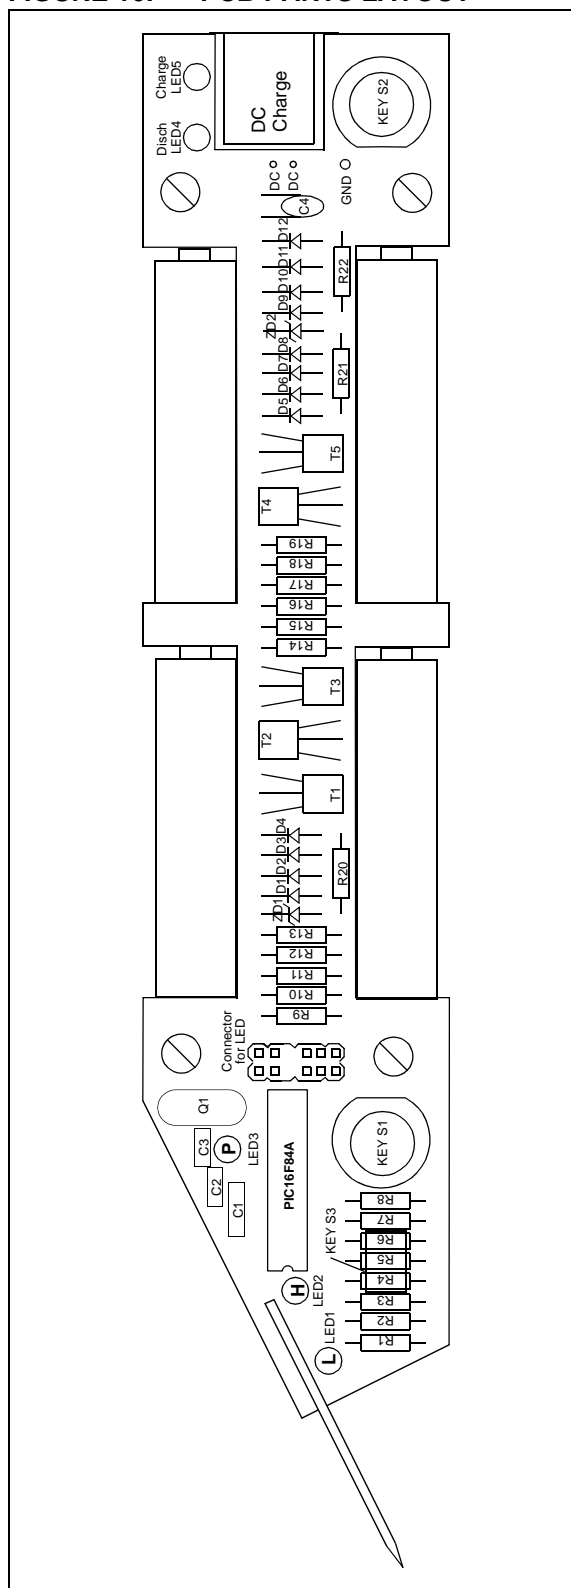 FIGURE PCB PARTS LAYOUT
Charge
LED5
Disch
LED4
DC
Charge
KEY S2
DC
DC
GND
C4
D12
D11
D10
D9
ZD2
D8
D7
D6
D5
R22
R21
T5
T4
R19
R18
R17
R16
R15
R14
T3
T2
T1
D4
D3
D2
D1
ZD1
R20
R13
R12
R11
R10
R9
Connector
for LED
Q1
C3
P
LED3
C2
C1
PIC16F84A
KEY S1
KEY S3
R8
R7
R6
R5
R4
R3
R2
R1
H
LED2
L
LED1